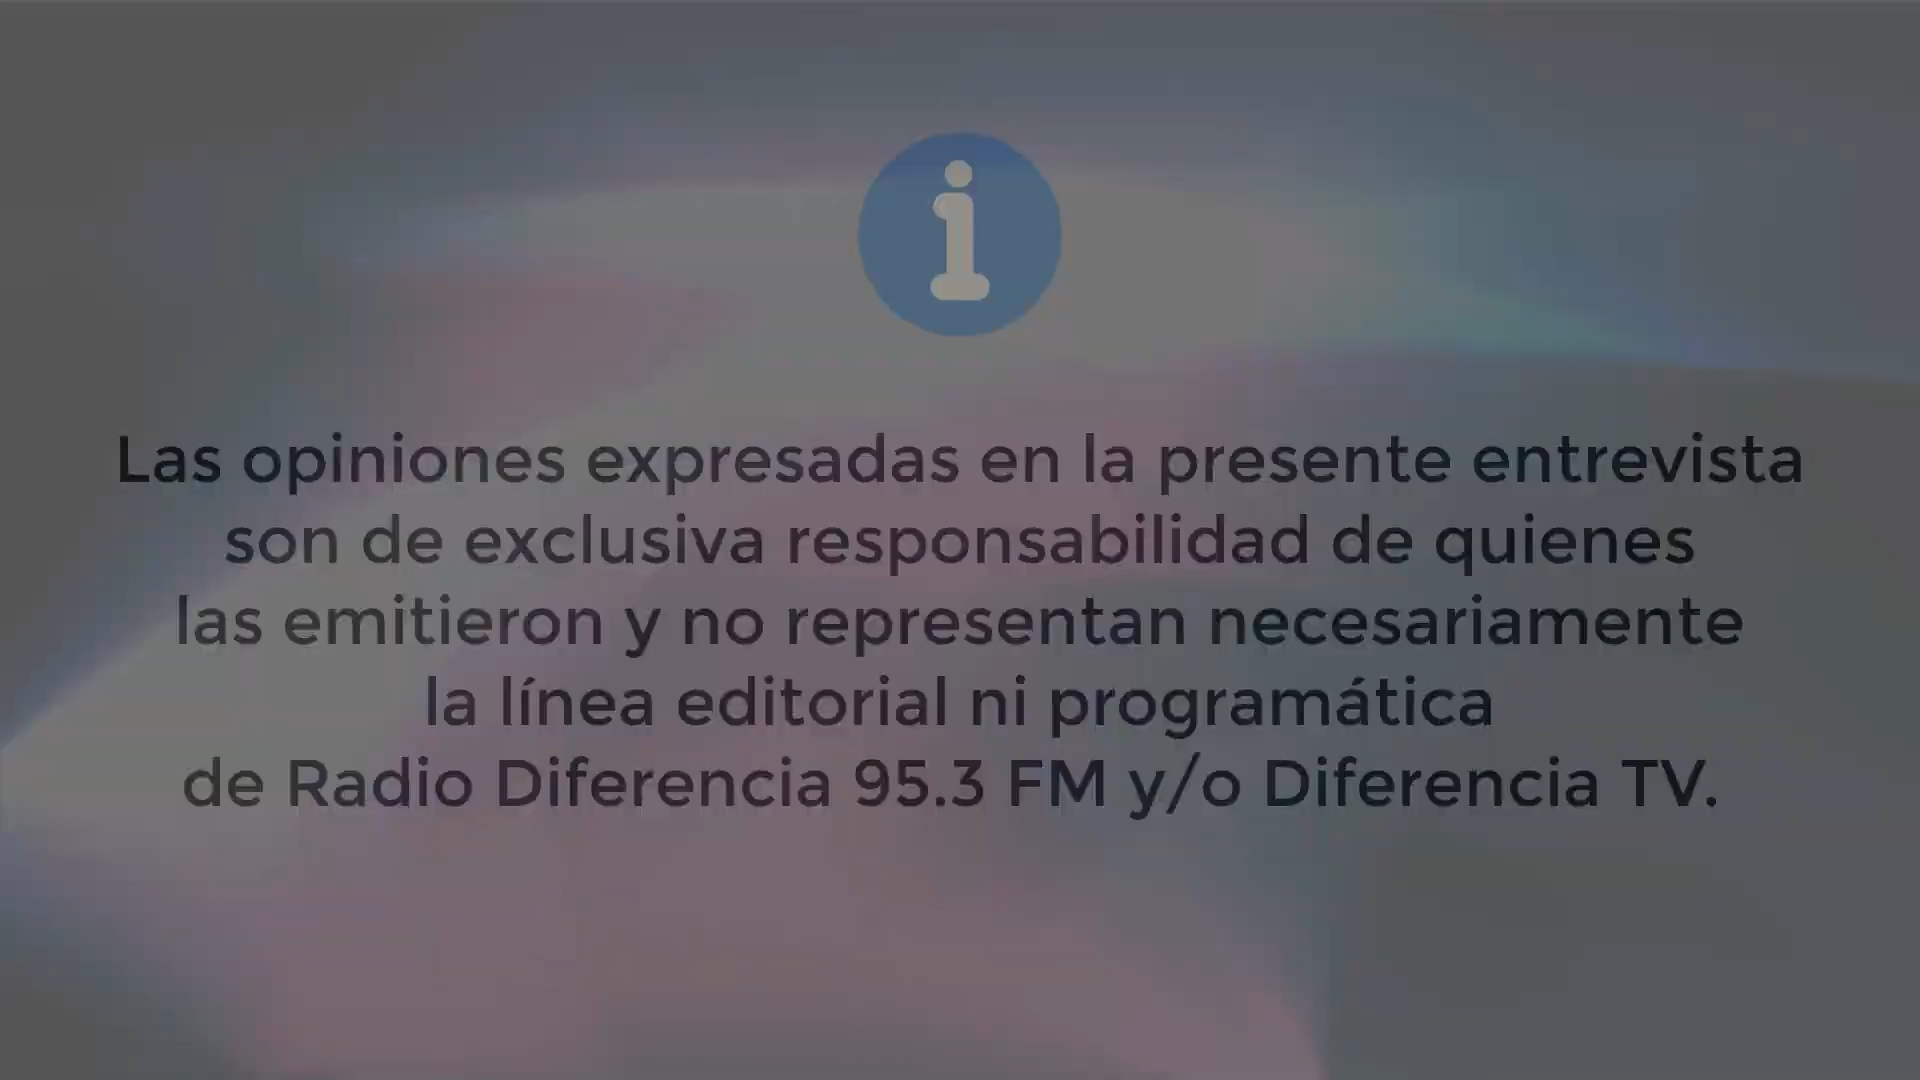 Las opiniones expresadas en la presente entrevista
son de exclusiva responsabilidad de quienes
las emitieron y no representan necesariamente
la línea editorial ni programática
de Radio Diferencia 95.3 FM y/o Diferencia TV.